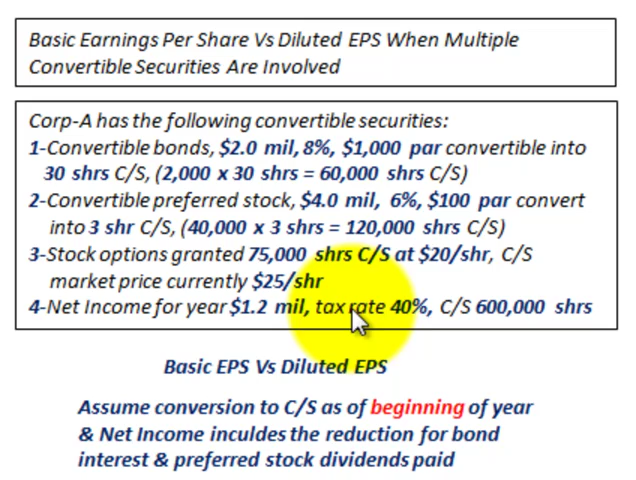 Basic Earnings Per Share Vs Diluted EPS When Multiple
Convertible Securities Are Involved
Corp-A has the following convertible securities:
1-Convertible bonds, $2.0 mil, 8%, $1,000 par convertible into
30 shrs C/S, (2,000 x 30 shrs = 60,000 shrs C/S)
2-Convertible preferred stock, $4.0 mil, 6%, $100 par convert
into 3 shr C/S, (40,000 x 3 shrs = 120,000 shrs C/S)
3-Stock options granted 75,000 shrs C/S at $20/shr, C/S
market price currently $25/shr
4-Net Income for year $1.2 mil, tax rate 40%, C/S 600,000 shrs
Basic EPS Vs Diluted EPS
Assume conversion to C/S as of beginning of year
& Net Income inculdes the reduction for bond
interest & preferred stock dividends paid